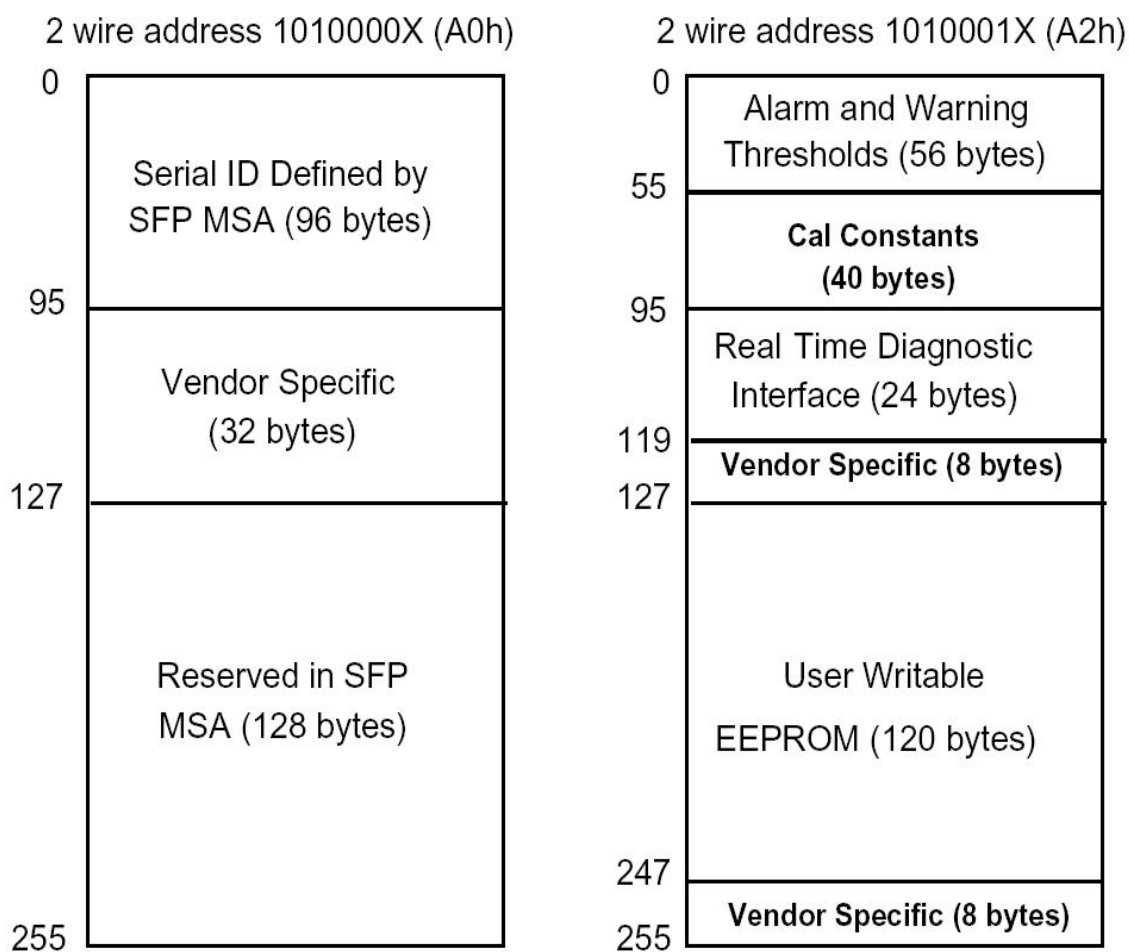 2 wire address 1010000X (A0h)
0
Serial ID Defined by
SFP MSA (96 bytes)
95
Vendor Specific
(32 bytes)
127
Reserved in SFP
MSA (128 bytes)
255
2 wire address 1010001X (A2h)
0
Alarm and Warning
Thresholds (56 bytes)
55
Cal Constants
(40 bytes)
95
Real Time Diagnostic
Interface (24 bytes)
119
Vendor Specific (8 bytes)
127
User Writable
EEPROM (120 bytes)
247
Vendor Specific (8 bytes)
255